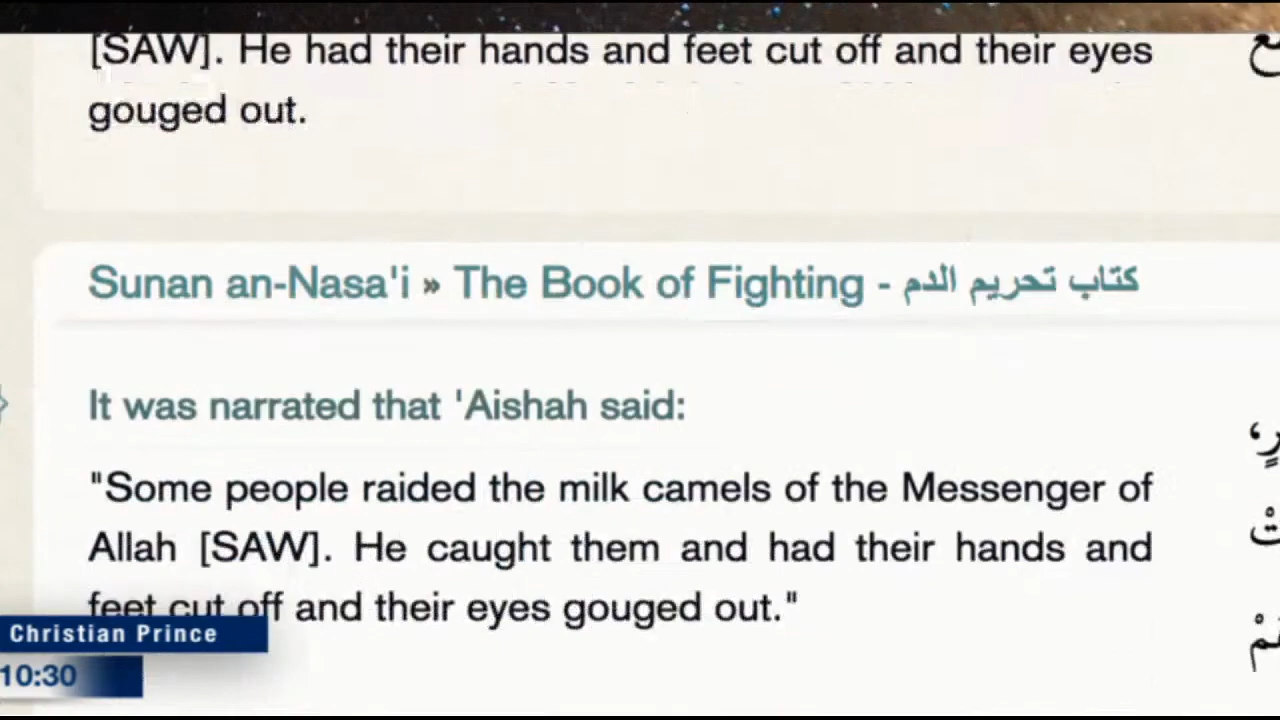 [SAW]. He had their hands and feet cut off and their eyes
gouged out.
Sunan an-Nasa'i » The Book of Fighting - كتاب تحريم الدم
It was narrated that 'Aishah said:
"Some people raided the milk camels of the Messenger of
Allah [SAW]. He caught them and had their hands and
feet cut off and their eyes gouged out."
Christian Prince
10:30